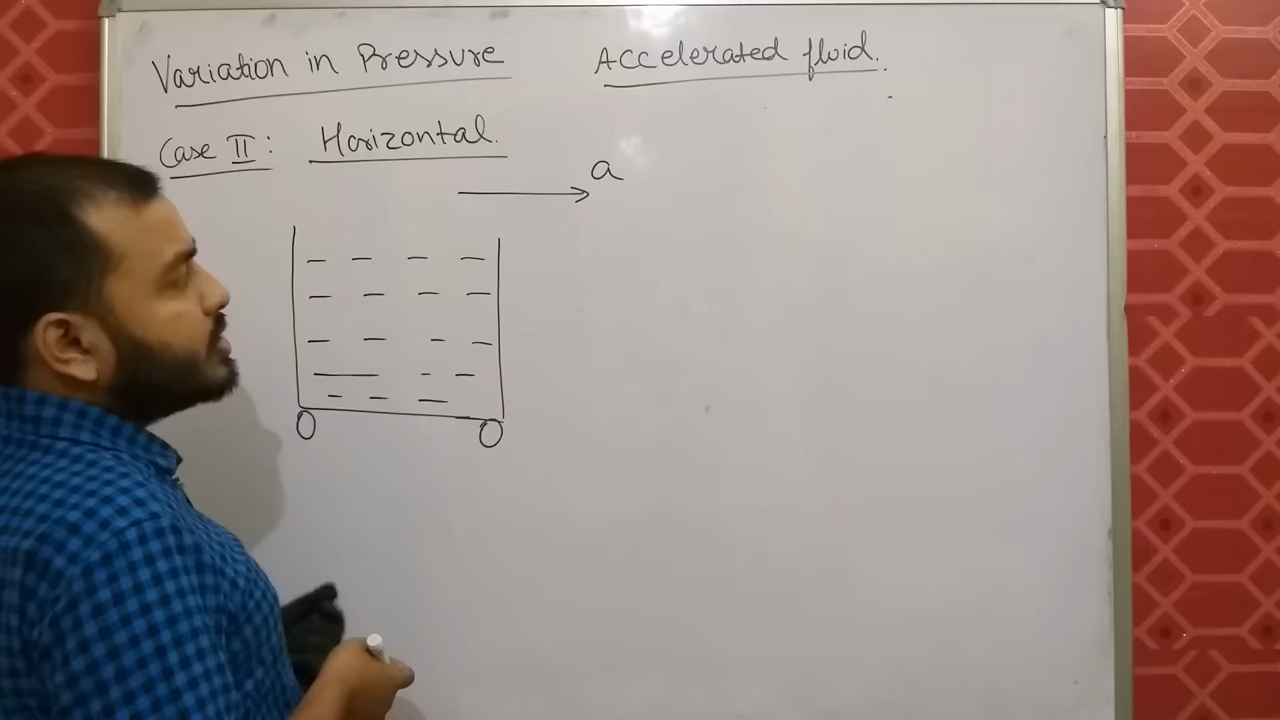 Variation in Pressure Accelerated fluid.
Case II: Horizontal.
a